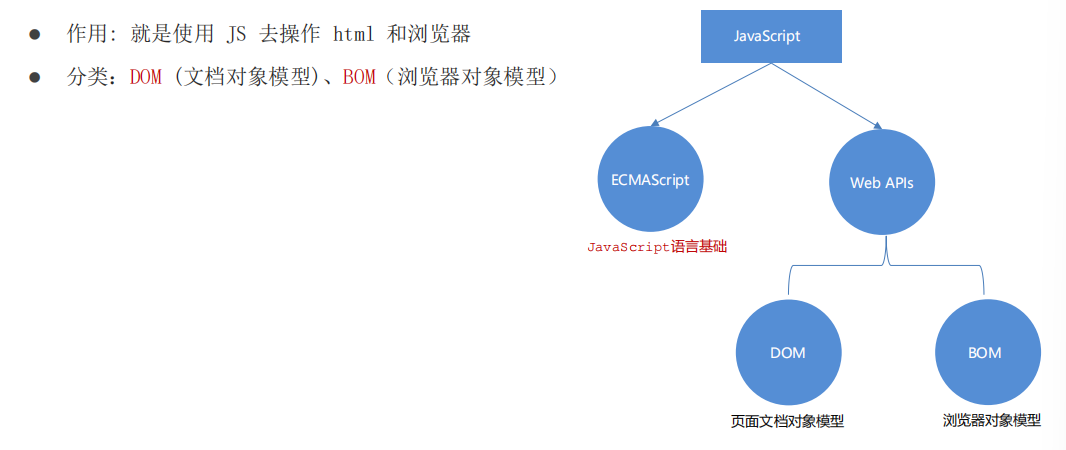 作用: 就是使用 JS 去操作 html 和浏览器
分类：DOM (文档对象模型)、BOM（浏览器对象模型）
JavaScript
ECMAScript
Web APIs
JavaScript语言基础
DOM
BOM
页面文档对象模型
浏览器对象模型